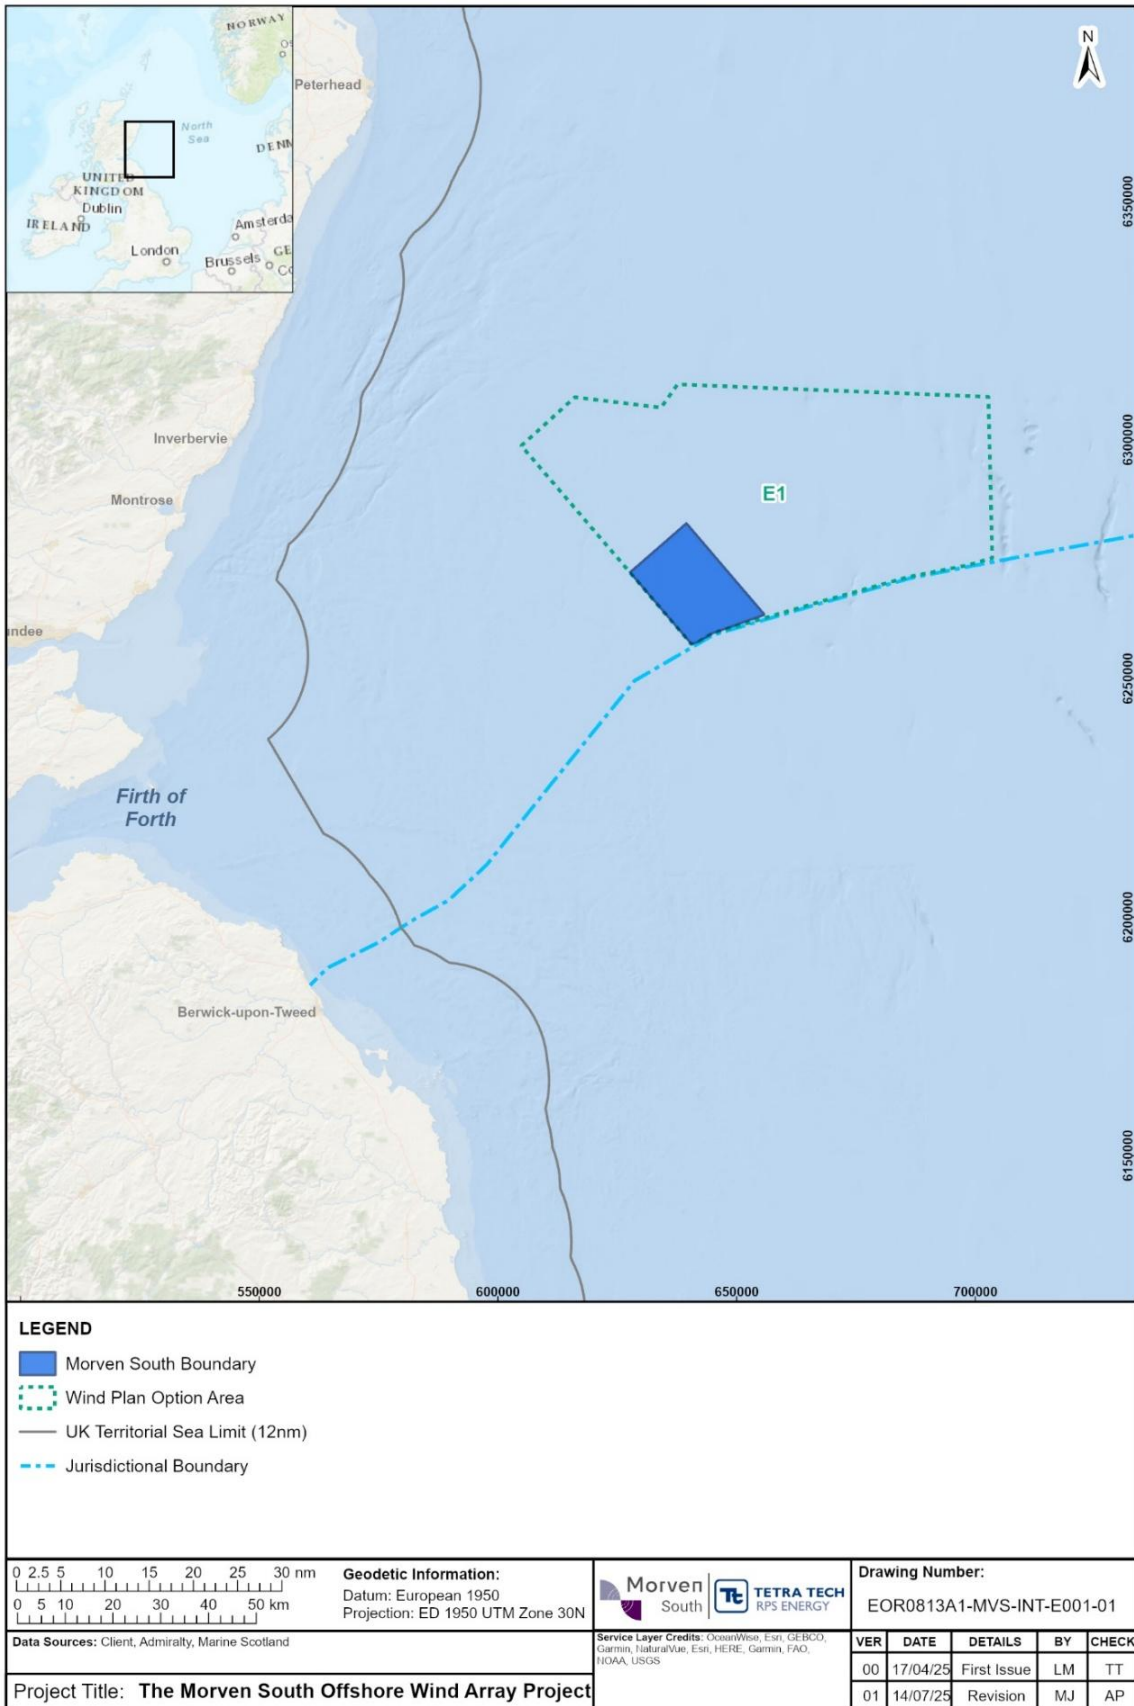 NORWAY
Os
North
Sea
DENM
UNITED
KINGDOM
Dublin
IRELAND
Amsterda
London
Brussels
GE
Co
N
Peterhead
6350000
Inverbervie
6300000
Montrose
E1
undee
6250000
Firth of
Forth
6200000
Berwick-upon-Tweed
6150000
550000 600000 650000 700000
LEGEND
Morven South Boundary
Wind Plan Option Area
UK Territorial Sea Limit (12nm)
Jurisdictional Boundary
0 2.5 5 10 15 20 25 30 nm
0 5 10 20 30 40 50 km
Geodetic Information:
Datum: European 1950
Projection: ED 1950 UTM Zone 30N
Morven
South
Tt TETRA TECH
RPS ENERGY
Drawing Number:
EOR0813A1-MVS-INT-E001-01
Data Sources: Client, Admiralty, Marine Scotland
Service Layer Credits: OceanWise, Esri, GEBCO,
Garmin, NaturalVue, Esri, HERE, Garmin, FAO,
NOAA, USGS
VER DATE DETAILS BY CHECK
00 17/04/25 First Issue LM TT
01 14/07/25 Revision MJ AP
Project Title: The Morven South Offshore Wind Array Project